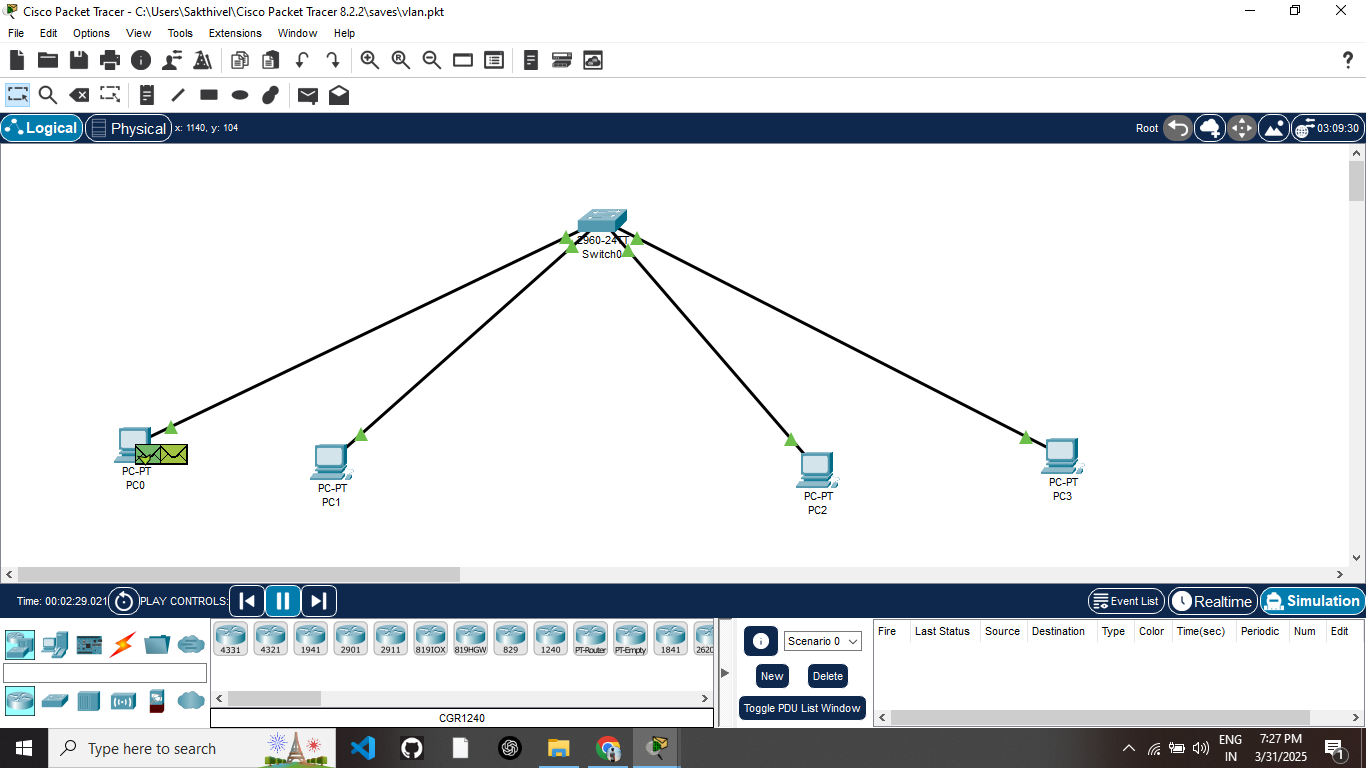 Cisco Packet Tracer - C:\Users\Sakthivel\Cisco Packet Tracer 8.2.2\saves\vlan.pkt
File Edit Options View Tools Extensions Window Help
?
Logical Physical x: 1140, y: 104 Root 03:09:30
2960-24TT
Switch0
PC-PT
PC0
PC-PT
PC1
PC-PT
PC2
PC-PT
PC3
Time: 00:02:29.021 PLAY CONTROLS: Event List Realtime Simulation
4331 4321 1941 2901 2911 819IOX 819HGW 829 1240 PT-Router PT-Empty 1841 2620
CGR1240
Scenario 0
New Delete
Toggle PDU List Window
Fire Last Status Source Destination Type Color Time(sec) Periodic Num Edit
Type here to search
ENG
IN
7:27 PM
3/31/2025
1